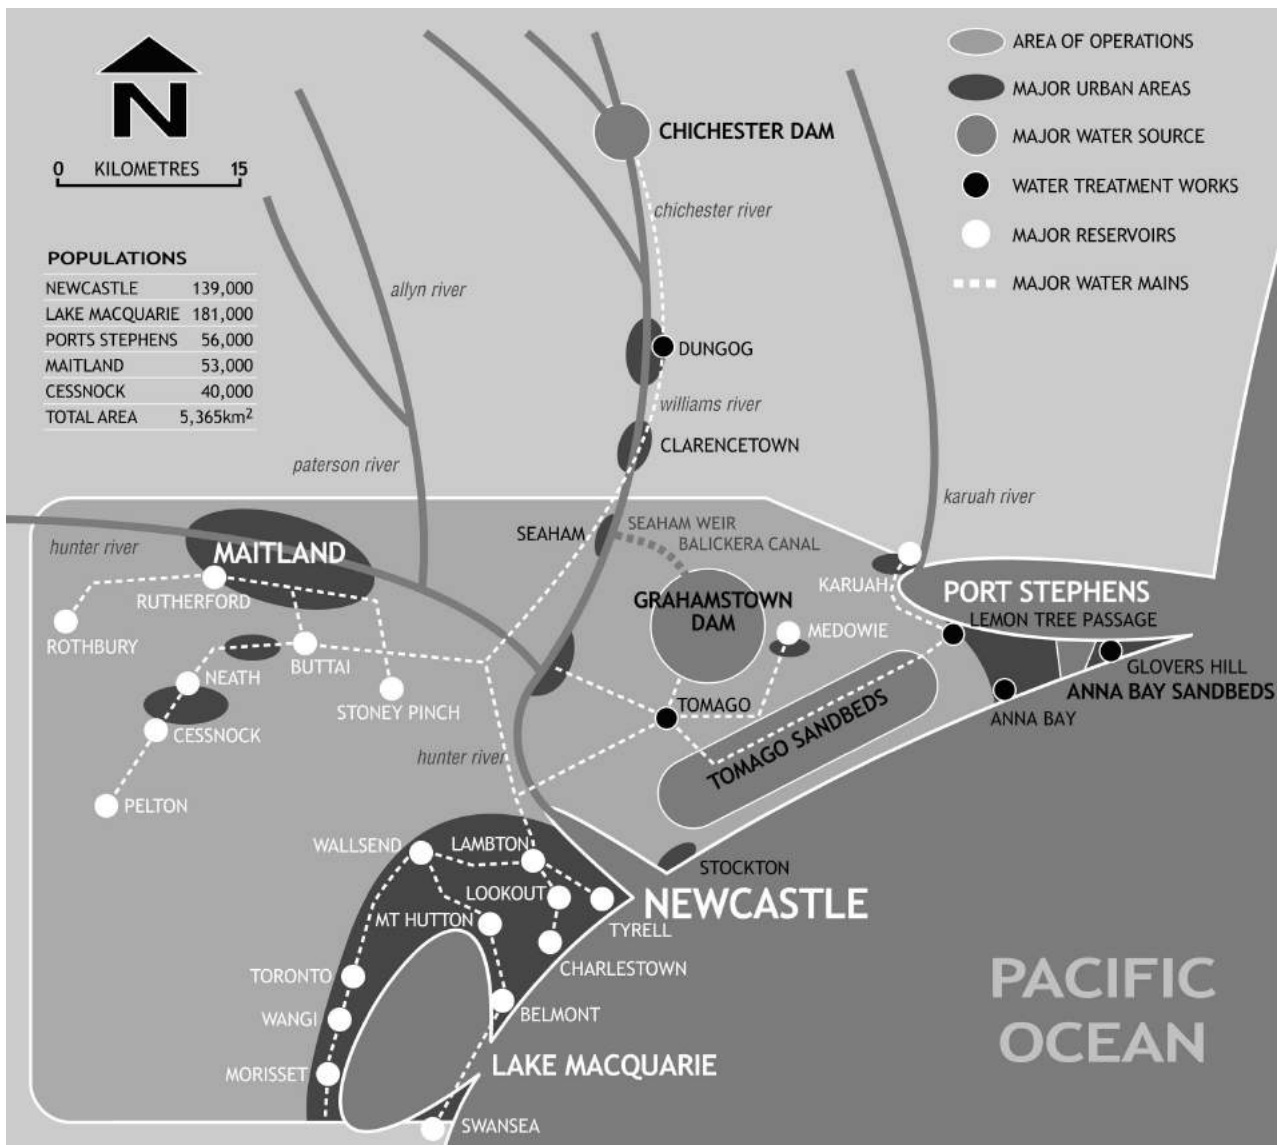 N
0 KILOMETRES 15
AREA OF OPERATIONS
MAJOR URBAN AREAS
MAJOR WATER SOURCE
WATER TREATMENT WORKS
MAJOR RESERVOIRS
MAJOR WATER MAINS
POPULATIONS
NEWCASTLE 139,000
LAKE MACQUARIE 181,000
PORTS STEPHENS 56,000
MAITLAND 53,000
CESSNOCK 40,000
TOTAL AREA 5,365km²
CHICHESTER DAM
chichester river
allyn river
DUNGOG
williams river
CLARENCETOWN
paterson river
karuah river
hunter river
MAITLAND
SEAHAM
SEAHAM WEIR
BALICKERA CANAL
RUTHERFORD
ROTHBURY
BUTTAI
NEATH
STONEY PINCH
CESSNOCK
PELTON
GRAHAMSTOWN
DAM
KARUAH
MEDOWIE
PORT STEPHENS
LEMON TREE PASSAGE
GLOVERS HILL
ANNA BAY SANDBEDS
ANNA BAY
TOMAGO
TOMAGO SANDBEDS
hunter river
STOCKTON
WALLSEND
LAMBTON
LOOKOUT
NEWCASTLE
MT HUTTON
TYRELL
CHARLESTOWN
TORONTO
WANGI
BELMONT
MORISSET
LAKE MACQUARIE
SWANSEA
PACIFIC
OCEAN